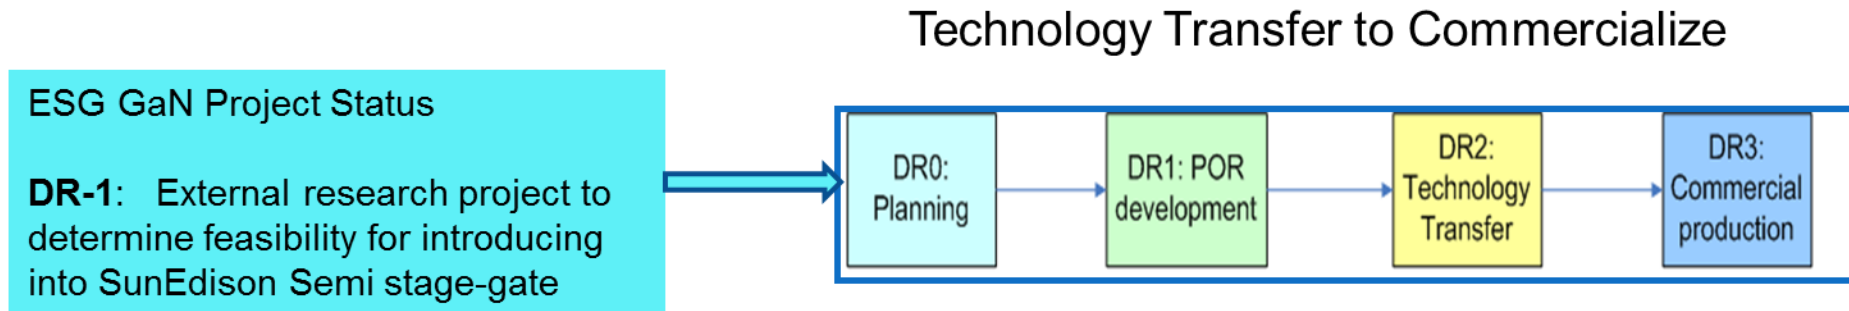 Technology Transfer to Commercialize
ESG GaN Project Status
DR-1:   External research project to
determine feasibility for introducing
into SunEdison Semi stage-gate
DR0:
Planning
DR1: POR
development
DR2:
Technology
Transfer
DR3:
Commercial
production